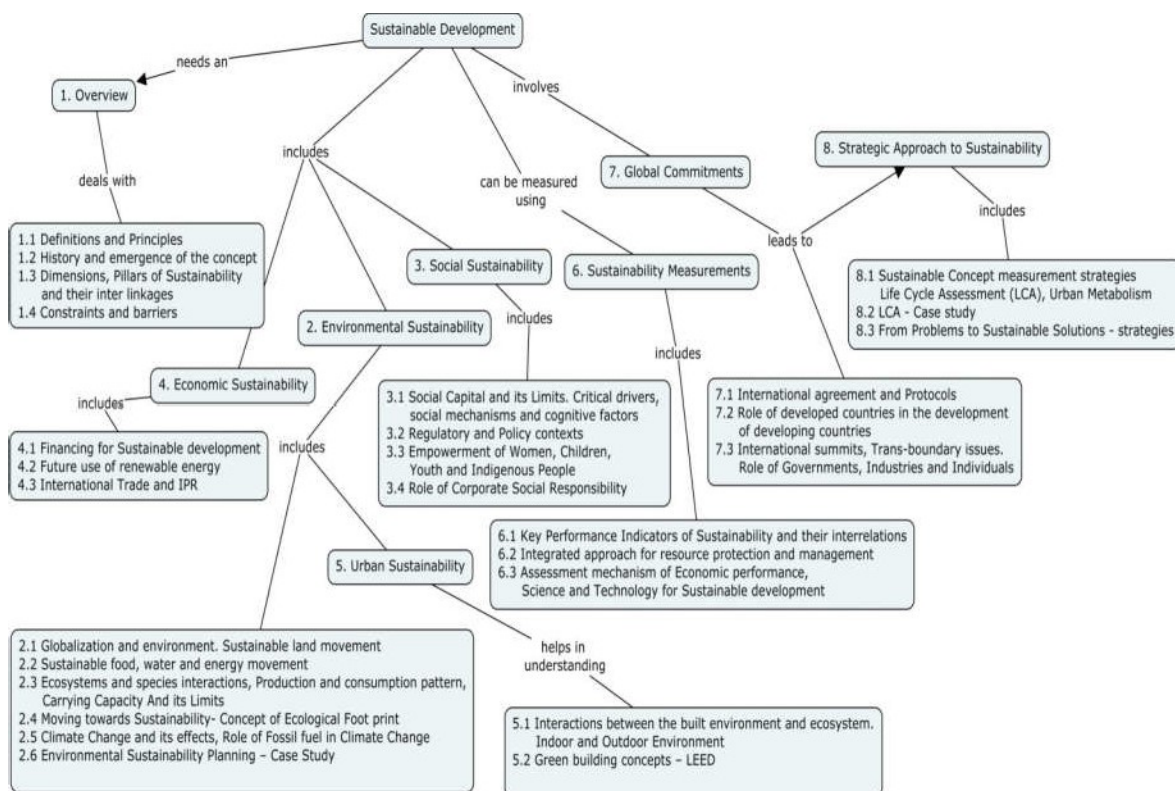 Sustainable Development
needs an
1. Overview
involves
includes
8. Strategic Approach to Sustainability
7. Global Commitments
deals with
can be measured
using
includes
leads to
1.1 Definitions and Principles
1.2 History and emergence of the concept
1.3 Dimensions, Pillars of Sustainability
and their inter linkages
1.4 Constraints and barriers
3. Social Sustainability
6. Sustainability Measurements
8.1 Sustainable Concept measurement strategies
Life Cycle Assessment (LCA), Urban Metabolism
8.2 LCA - Case study
8.3 From Problems to Sustainable Solutions - strategies
2. Environmental Sustainability
includes
includes
4. Economic Sustainability
includes
3.1 Social Capital and its Limits. Critical drivers,
social mechanisms and cognitive factors
3.2 Regulatory and Policy contexts
3.3 Empowerment of Women, Children,
Youth and Indigenous People
3.4 Role of Corporate Social Responsibility
7.1 International agreement and Protocols
7.2 Role of developed countries in the development
of developing countries
7.3 International summits, Trans-boundary issues.
Role of Governments, Industries and Individuals
4.1 Financing for Sustainable development
4.2 Future use of renewable energy
4.3 International Trade and IPR
includes
6.1 Key Performance Indicators of Sustainability and their interrelations
6.2 Integrated approach for resource protection and management
6.3 Assessment mechanism of Economic performance,
Science and Technology for Sustainable development
5. Urban Sustainability
helps in
understanding
2.1 Globalization and environment. Sustainable land movement
2.2 Sustainable food, water and energy movement
2.3 Ecosystems and species interactions, Production and consumption pattern,
Carrying Capacity And its Limits
2.4 Moving towards Sustainability- Concept of Ecological Foot print
2.5 Climate Change and its effects, Role of Fossil fuel in Climate Change
2.6 Environmental Sustainability Planning – Case Study
5.1 Interactions between the built environment and ecosystem.
Indoor and Outdoor Environment
5.2 Green building concepts – LEED